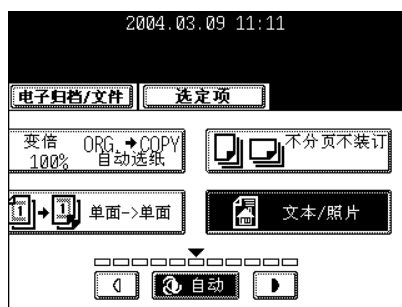 2004.03.09 11:11
电子归档/文件 选定项
变倍 ORG.→COPY 不分页不装订
100% 自动选纸
1→1 单面->单面 文本/照片
自动